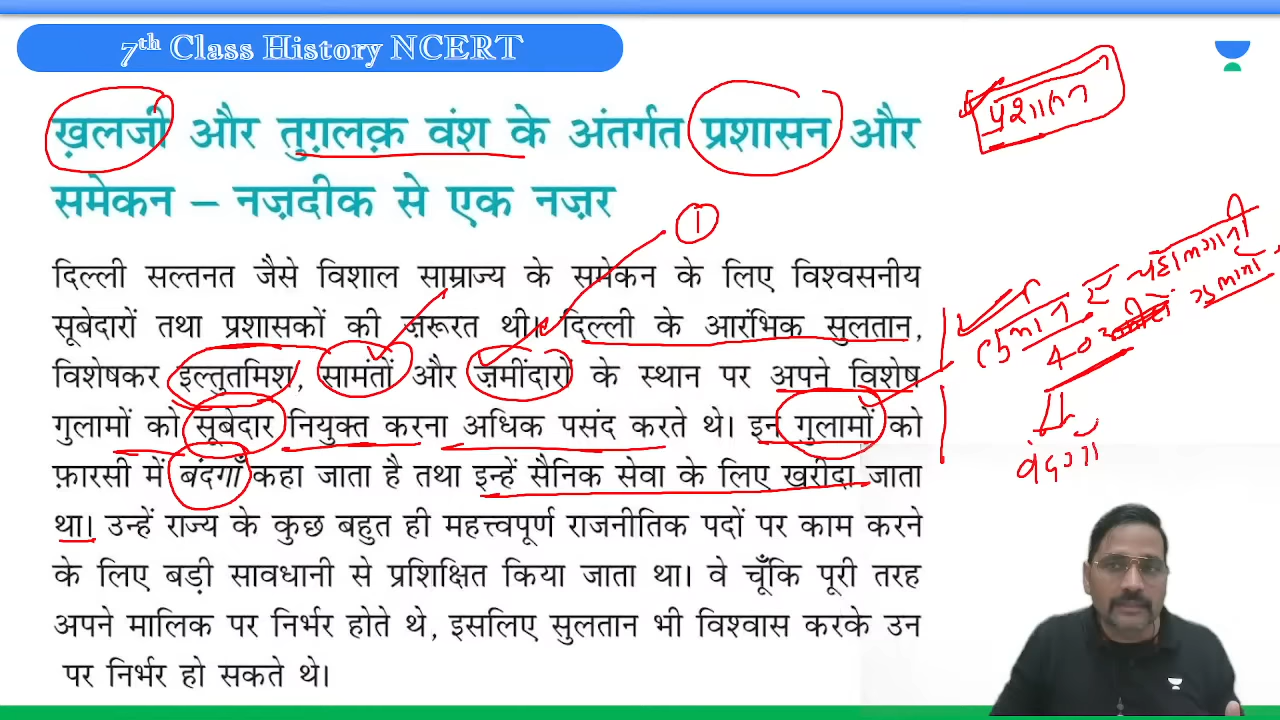 7th Class History NCERT
ख़लजी और तुग़लक़ वंश के अंतर्गत प्रशासन और
समेकन – नज़दीक से एक नज़र
प्रशासन
1
दिल्ली सल्तनत जैसे विशाल साम्राज्य के समेकन के लिए विश्वसनीय
सूबेदारों तथा प्रशासकों की ज़रूरत थी। दिल्ली के आरंभिक सुलतान,
विशेषकर इल्तुतमिश, सामंतों और ज़मींदारों के स्थान पर अपने विशेष
गुलामों को सूबेदार नियुक्त करना अधिक पसंद करते थे। इन ग़ुलामों को
फ़ारसी में बंदगाँ कहा जाता है तथा इन्हें सैनिक सेवा के लिए खरीदा जाता
था। उन्हें राज्य के कुछ बहुत ही महत्त्वपूर्ण राजनीतिक पदों पर काम करने
के लिए बड़ी सावधानी से प्रशिक्षित किया जाता था। वे चूँकि पूरी तरह
अपने मालिक पर निर्भर होते थे, इसलिए सुलतान भी विश्वास करके उन
पर निर्भर हो सकते थे।
40
बंदगाँ